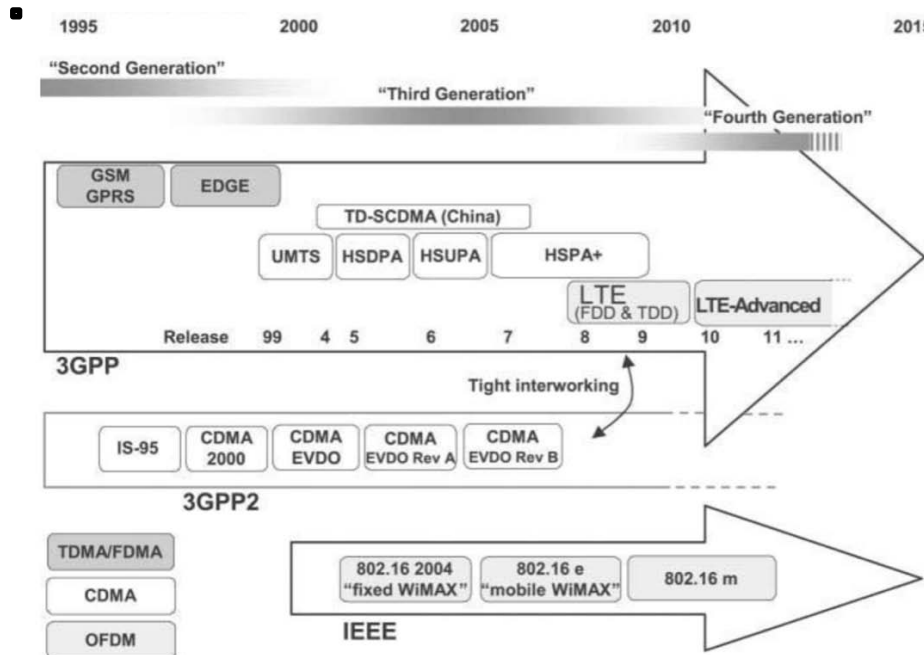 1995 2000 2005 2010 2015
“Second Generation”
“Third Generation”
“Fourth Generation”
GSM
GPRS
EDGE
TD-SCDMA (China)
UMTS
HSDPA
HSUPA
HSPA+
LTE
(FDD & TDD)
LTE-Advanced
Release 99 4 5 6 7 8 9 10 11 ...
3GPP
Tight interworking
IS-95
CDMA
2000
CDMA
EVDO
CDMA
EVDO Rev A
CDMA
EVDO Rev B
3GPP2
TDMA/FDMA
CDMA
OFDM
802.16 2004
“fixed WiMAX”
802.16 e
“mobile WiMAX”
802.16 m
IEEE